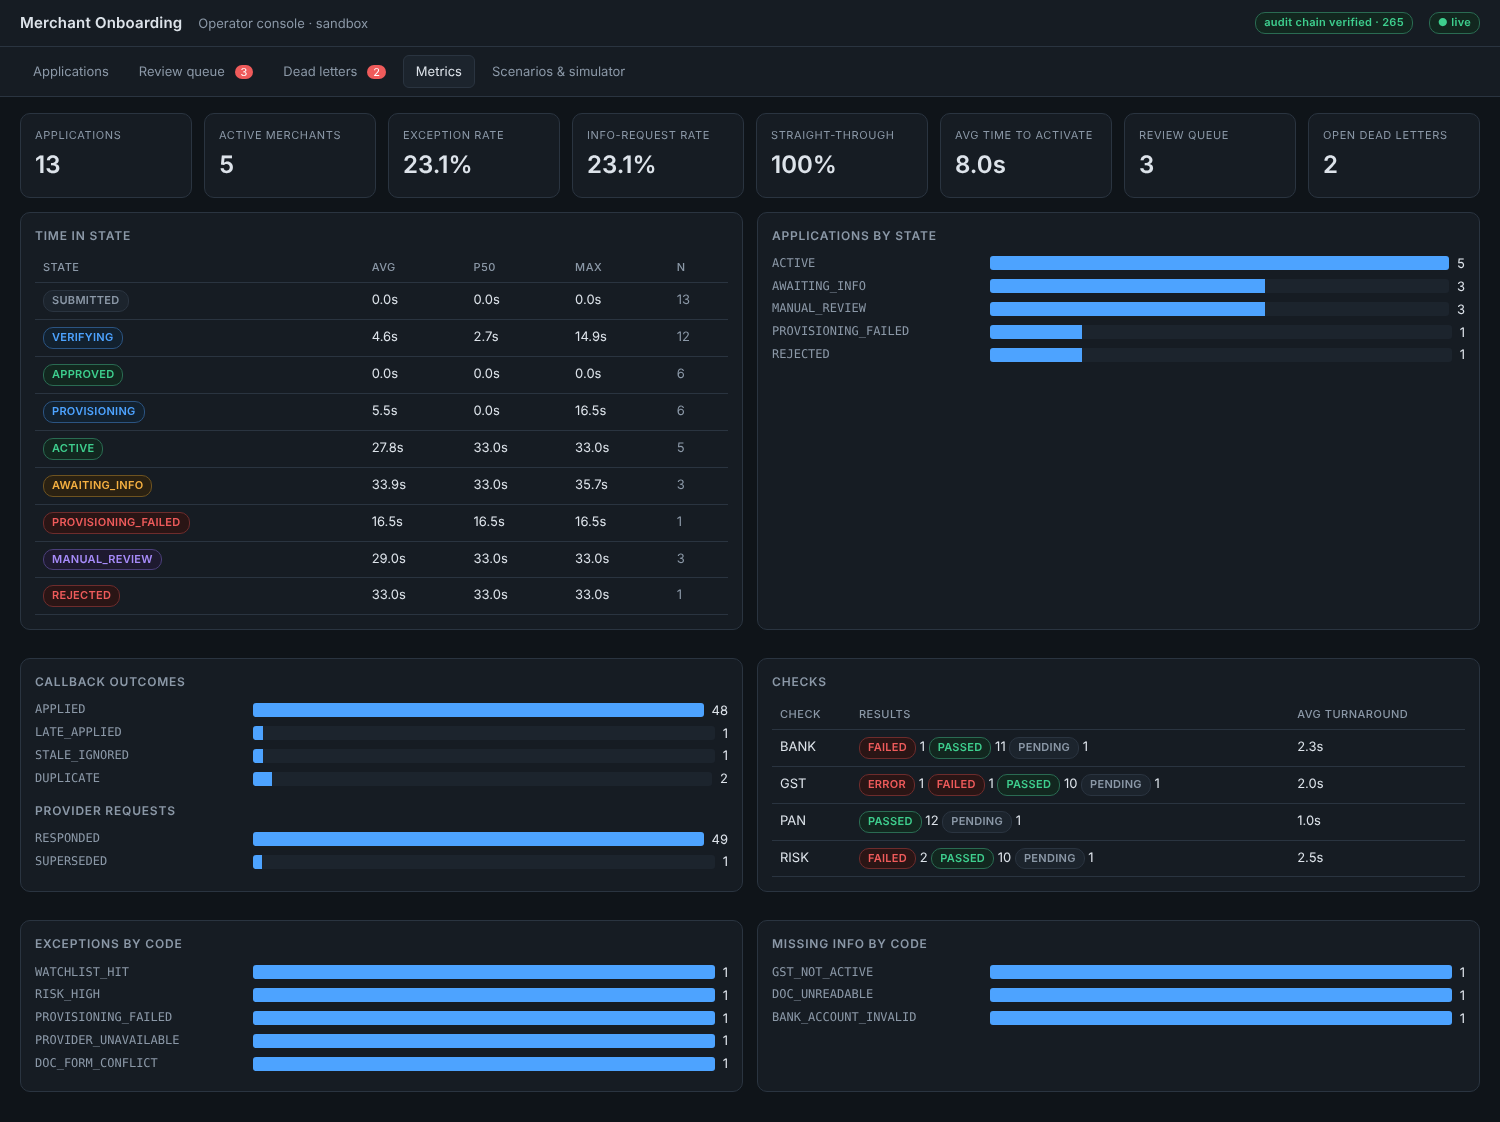 Merchant Onboarding Operator console · sandbox audit chain verified · 265 live
Applications Review queue 3 Dead letters 2 Metrics Scenarios & simulator
APPLICATIONS
13
ACTIVE MERCHANTS
5
EXCEPTION RATE
23.1%
INFO-REQUEST RATE
23.1%
STRAIGHT-THROUGH
100%
AVG TIME TO ACTIVATE
8.0s
REVIEW QUEUE
3
OPEN DEAD LETTERS
2
TIME IN STATE
STATE AVG P50 MAX N
SUBMITTED 0.0s 0.0s 0.0s 13
VERIFYING 4.6s 2.7s 14.9s 12
APPROVED 0.0s 0.0s 0.0s 6
PROVISIONING 5.5s 0.0s 16.5s 6
ACTIVE 27.8s 33.0s 33.0s 5
AWAITING_INFO 33.9s 33.0s 35.7s 3
PROVISIONING_FAILED 16.5s 16.5s 16.5s 1
MANUAL_REVIEW 29.0s 33.0s 33.0s 3
REJECTED 33.0s 33.0s 33.0s 1
APPLICATIONS BY STATE
ACTIVE 5
AWAITING_INFO 3
MANUAL_REVIEW 3
PROVISIONING_FAILED 1
REJECTED 1
CALLBACK OUTCOMES
APPLIED 48
LATE_APPLIED 1
STALE_IGNORED 1
DUPLICATE 2
PROVIDER REQUESTS
RESPONDED 49
SUPERSEDED 1
CHECKS
CHECK RESULTS AVG TURNAROUND
BANK FAILED 1 PASSED 11 PENDING 1 2.3s
GST ERROR 1 FAILED 1 PASSED 10 PENDING 1 2.0s
PAN PASSED 12 PENDING 1 1.0s
RISK FAILED 2 PASSED 10 PENDING 1 2.5s
EXCEPTIONS BY CODE
WATCHLIST_HIT 1
RISK_HIGH 1
PROVISIONING_FAILED 1
PROVIDER_UNAVAILABLE 1
DOC_FORM_CONFLICT 1
MISSING INFO BY CODE
GST_NOT_ACTIVE 1
DOC_UNREADABLE 1
BANK_ACCOUNT_INVALID 1